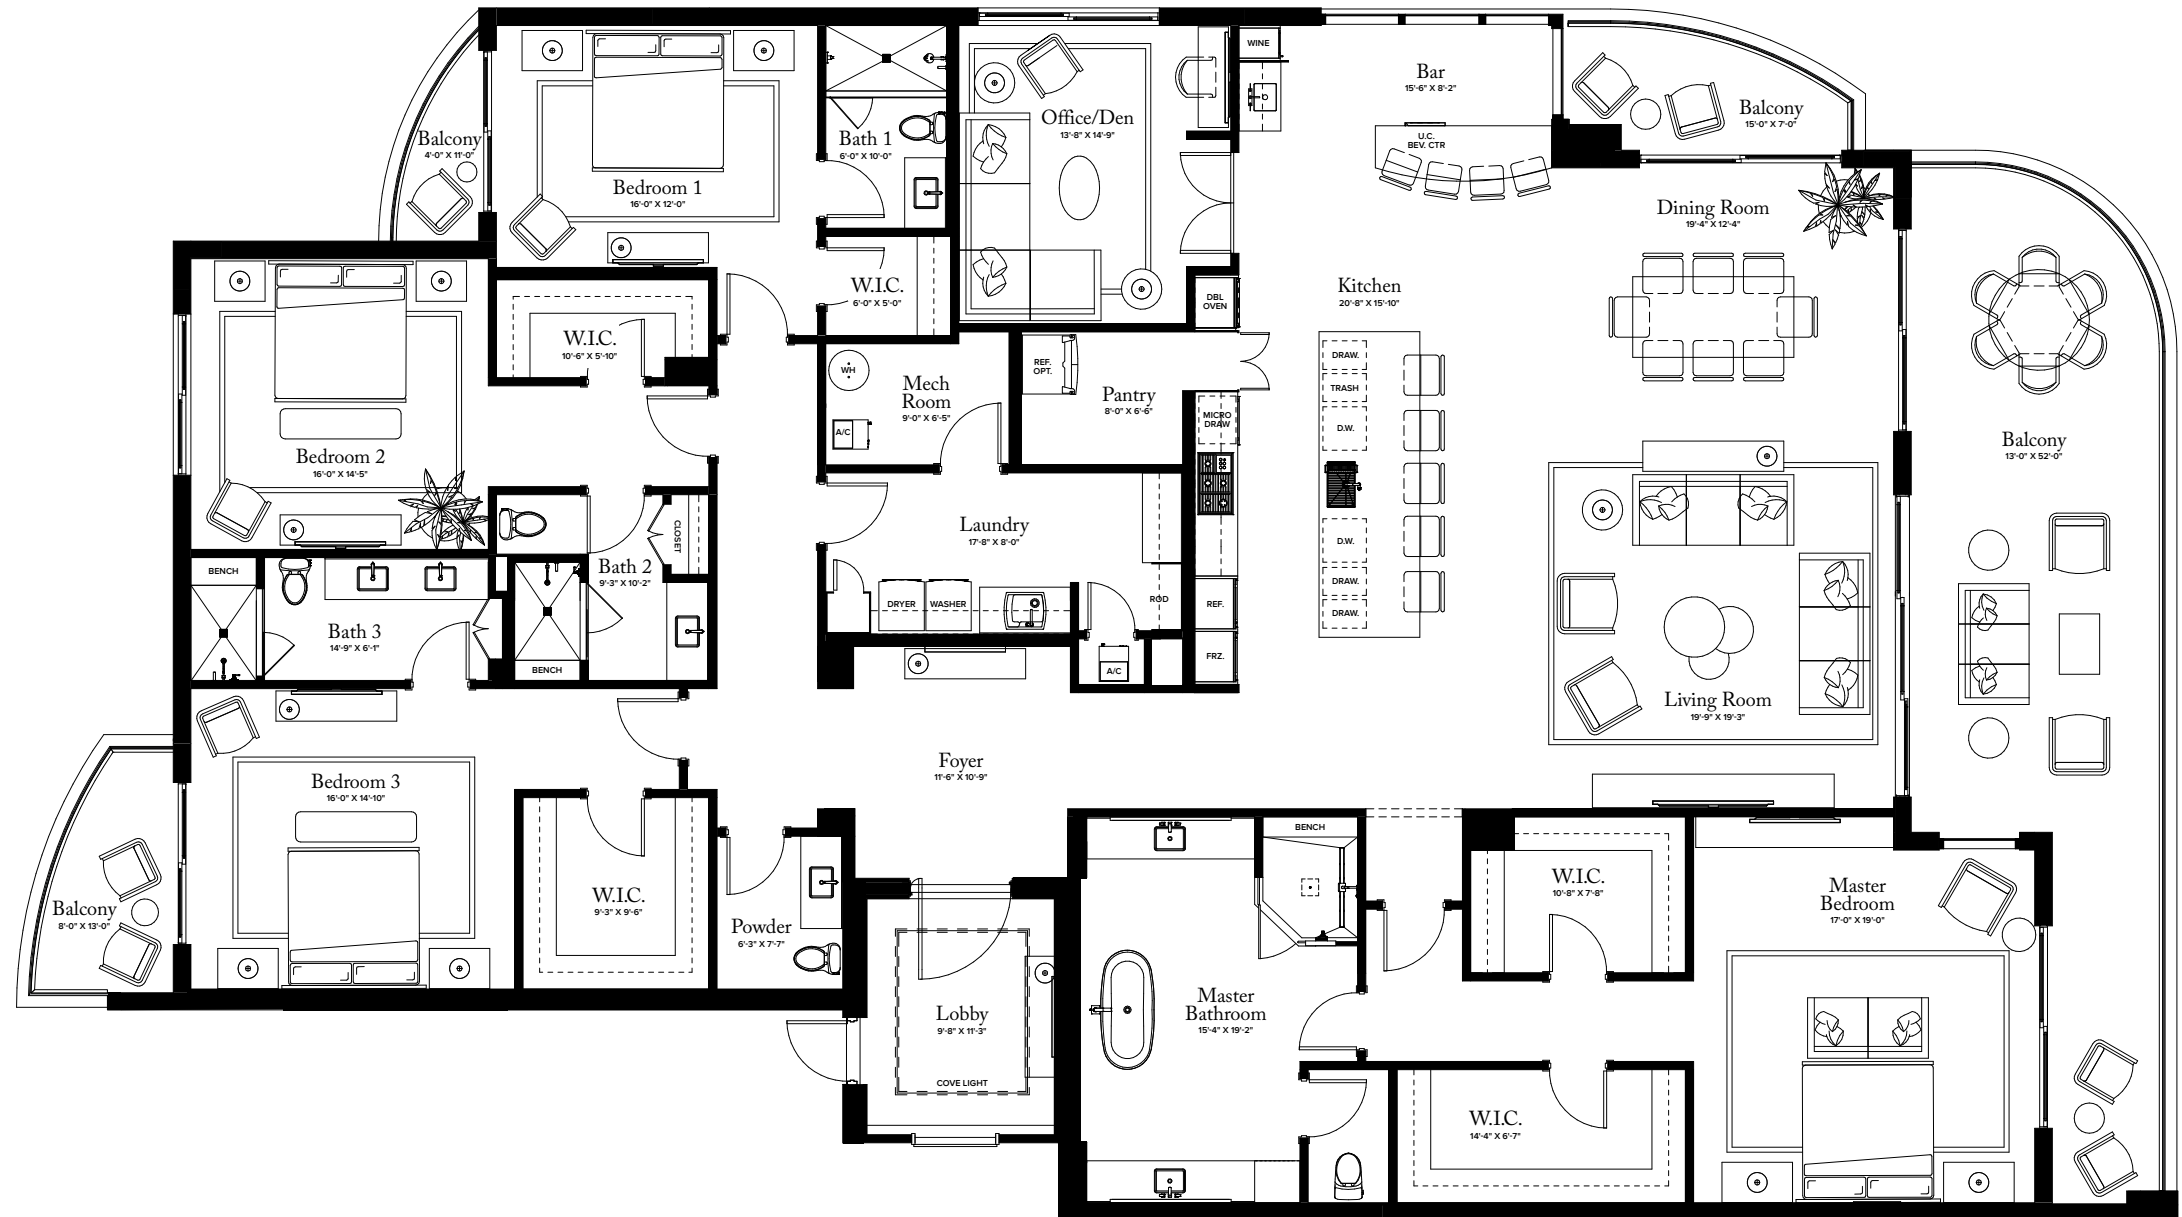 WINE
Bar
15'-6" X 8'-2"
Balcony
15'-0" X 7'-0"
Office/Den
13'-8" X 14'-9"
Balcony
4'-0" X 11'-0"
Bath 1
6'-0" X 10'-0"
U.C.
BEV. CTR
Bedroom 1
16'-0" X 12'-0"
Dining Room
19'-4" X 12'-4"
W.I.C.
6'-0" X 5'-0"
Kitchen
20'-8" X 15'-10"
DBL
OVEN
W.I.C.
10'-6" X 5'-10"
DRAW.
REF.
OPT.
WH
TRASH
Mech
Room
9'-0" X 6'-5"
Pantry
8'-0" X 6'-6"
MICRO
DRAW
D.W.
A/C
Balcony
13'-0" X 52'-0"
Bedroom 2
16'-0" X 14'-5"
Laundry
17'-8" X 8'-0"
CLOSET
D.W.
BENCH
Bath 2
9'-3" X 10'-2"
DRAW.
DRYER
WASHER
ROD
REF.
DRAW.
Bath 3
14'-9" X 6'-1"
BENCH
FRZ.
A/C
Living Room
19'-9" X 19'-3"
Foyer
11'-6" X 10'-9"
Bedroom 3
16'-0" X 14'-10"
BENCH
W.I.C.
10'-8" X 7'-8"
Master
Bedroom
17'-0" X 19'-0"
W.I.C.
9'-3" X 9'-6"
Balcony
8'-0" X 13'-0"
Powder
6'-3" X 7'-7"
Master
Bathroom
15'-4" X 19'-2"
Lobby
9'-8" X 11'-3"
COVE LIGHT
W.I.C.
14'-4" X 6'-7"